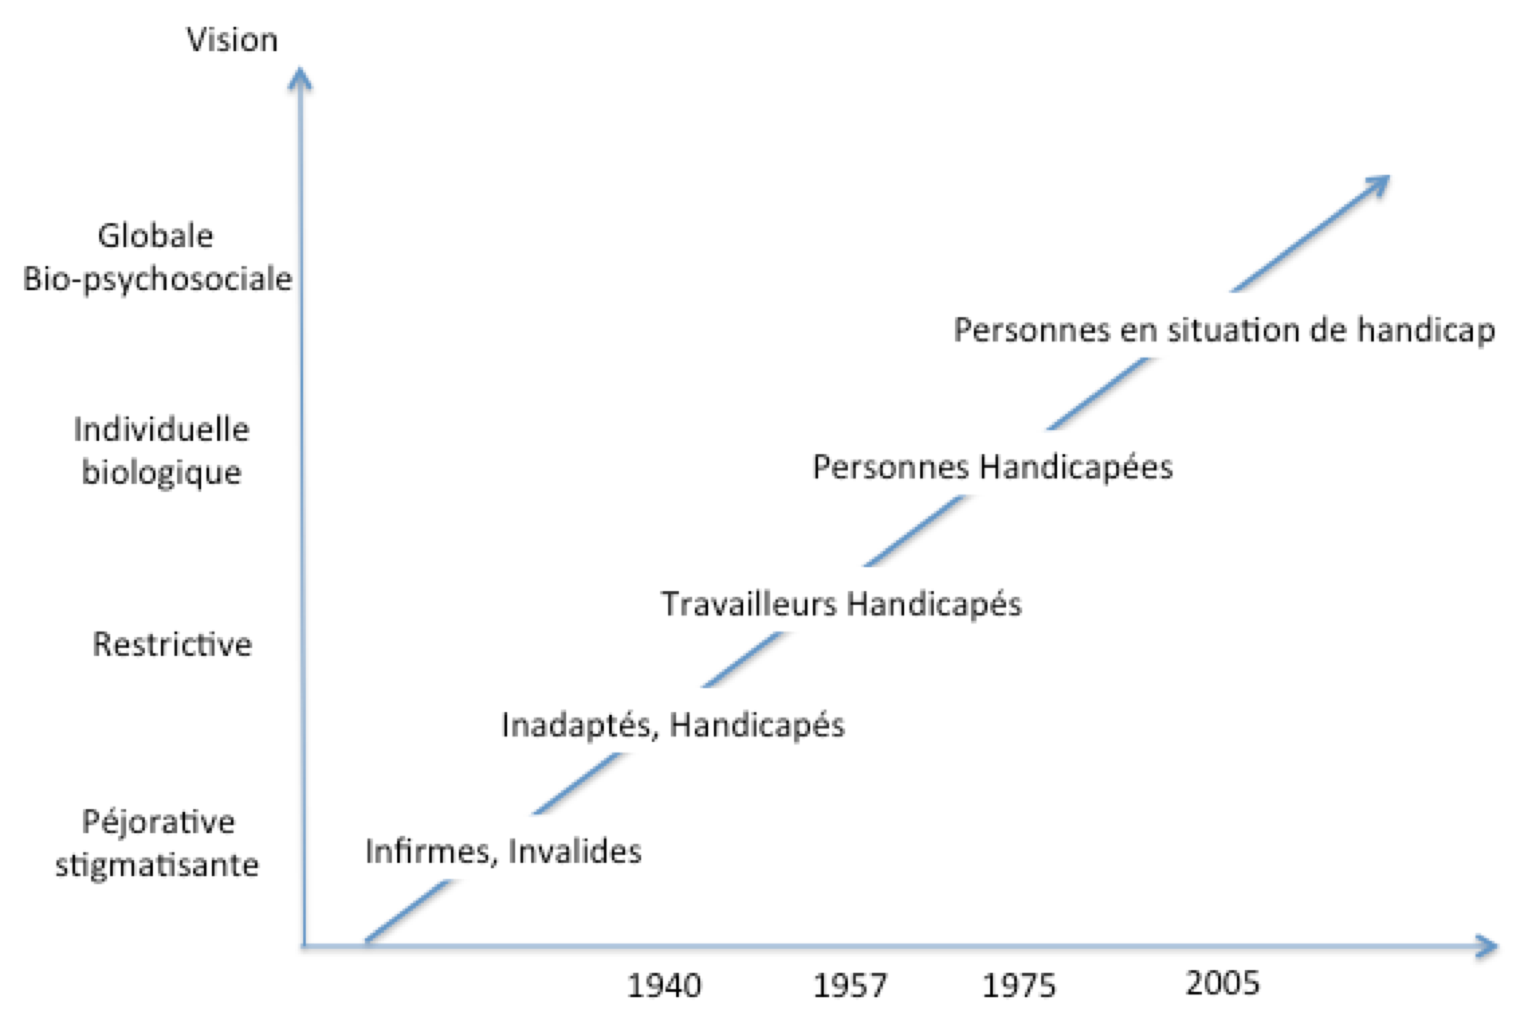 Vision
Globale
Bio-psychosociale
Personnes en situation de handicap
Individuelle
biologique
Personnes Handicapées
Travailleurs Handicapés
Restrictive
Inadaptés, Handicapés
Péjorative
stigmatisante
Infirmes, Invalides
1940 1957 1975 2005